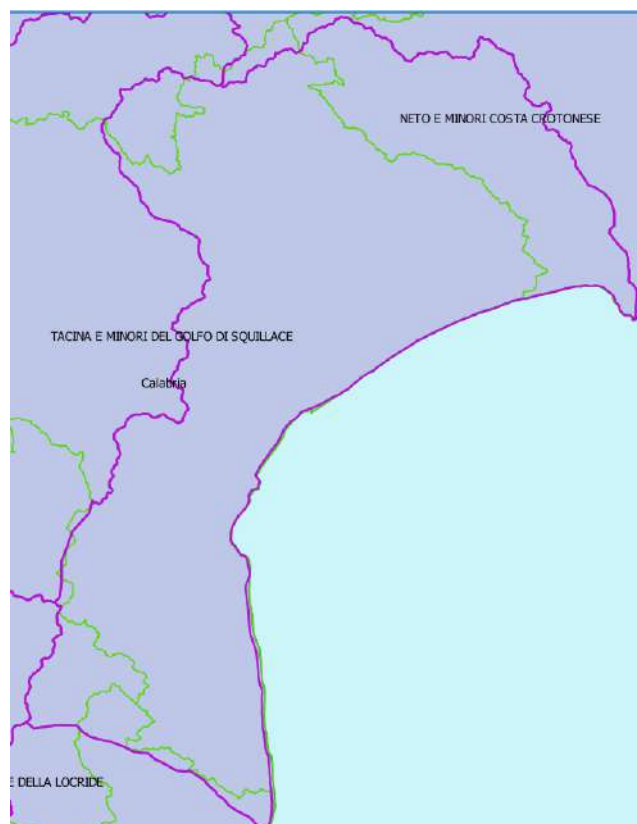 NETO E MINORI COSTA CROTONESE
TACINA E MINORI DEL GOLFO DI SQUILLACE
Calabria
E DELLA LOCRIDE